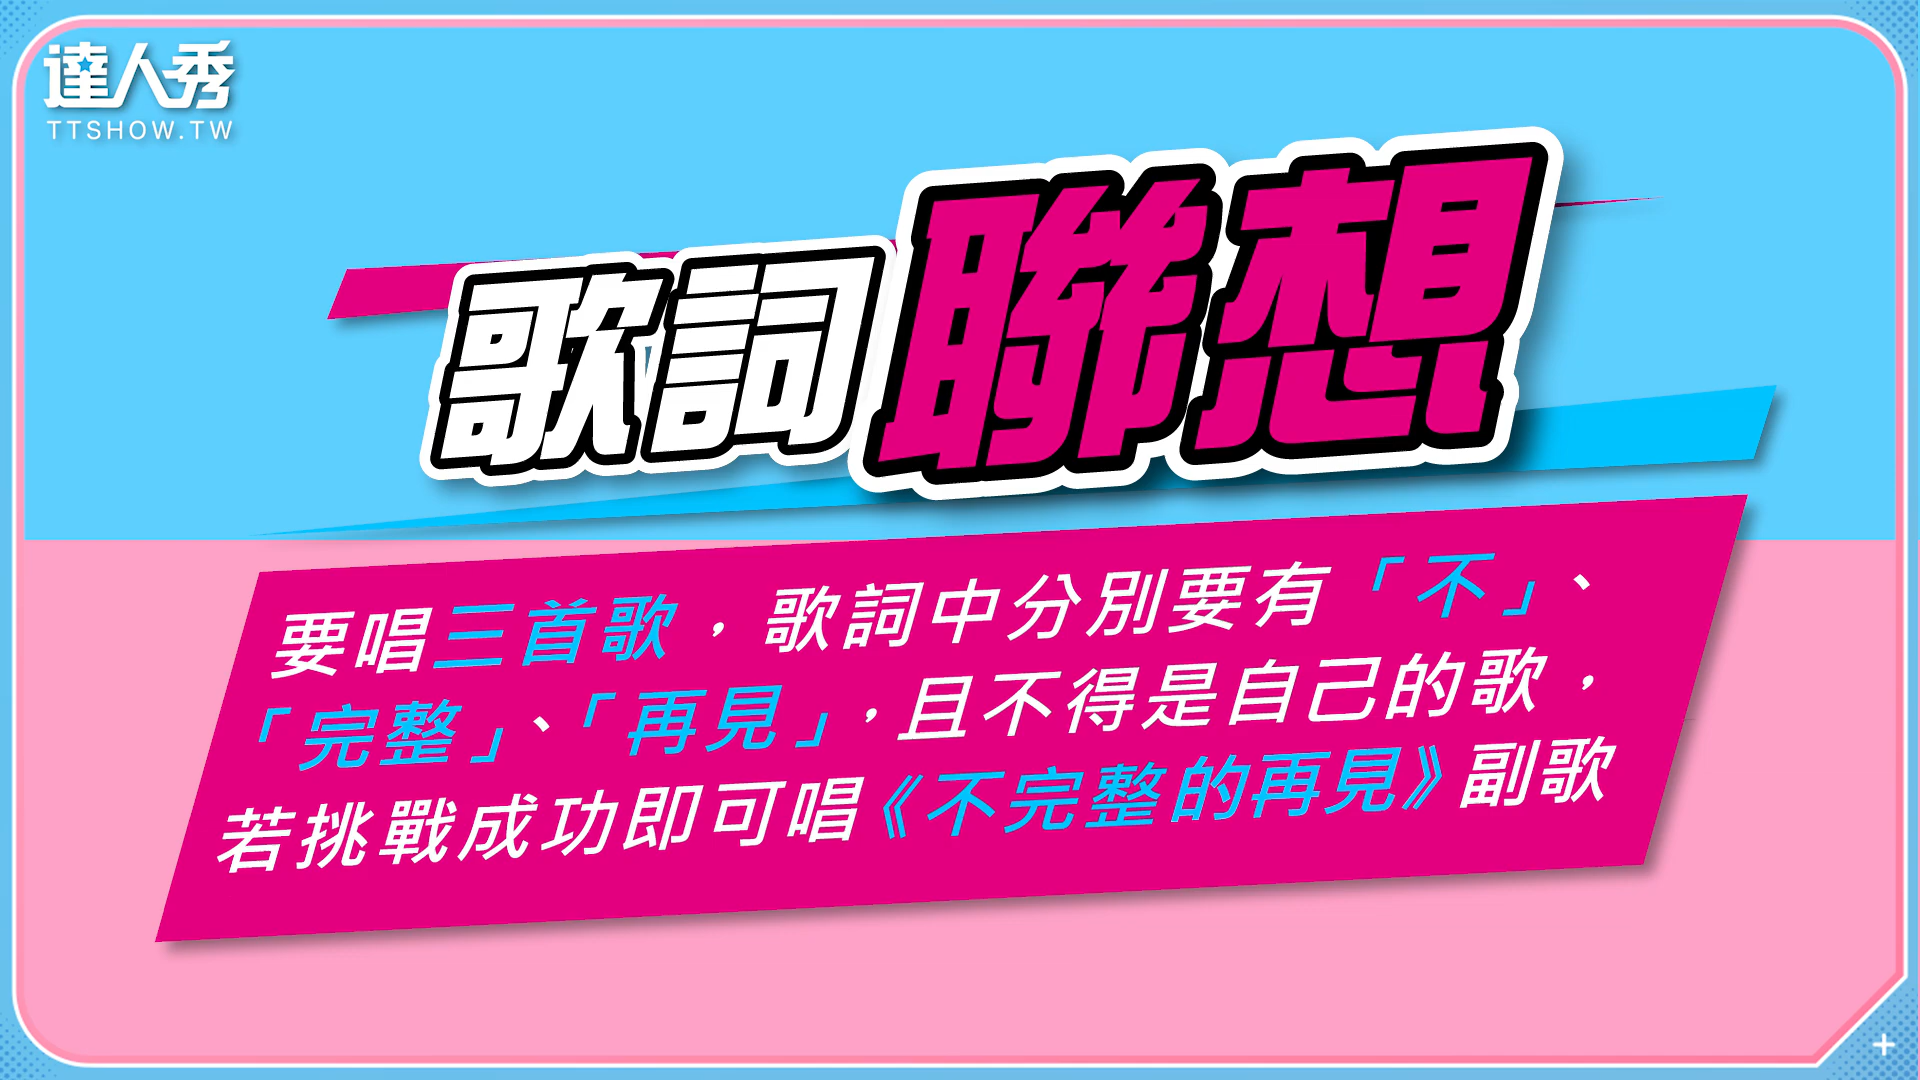 達人秀
TTSHOW.TW
歌詞聯想
要唱三首歌，歌詞中分別要有「不」、
「完整」、「再見」，且不得是自己的歌，
若挑戰成功即可唱《不完整的再見》副歌